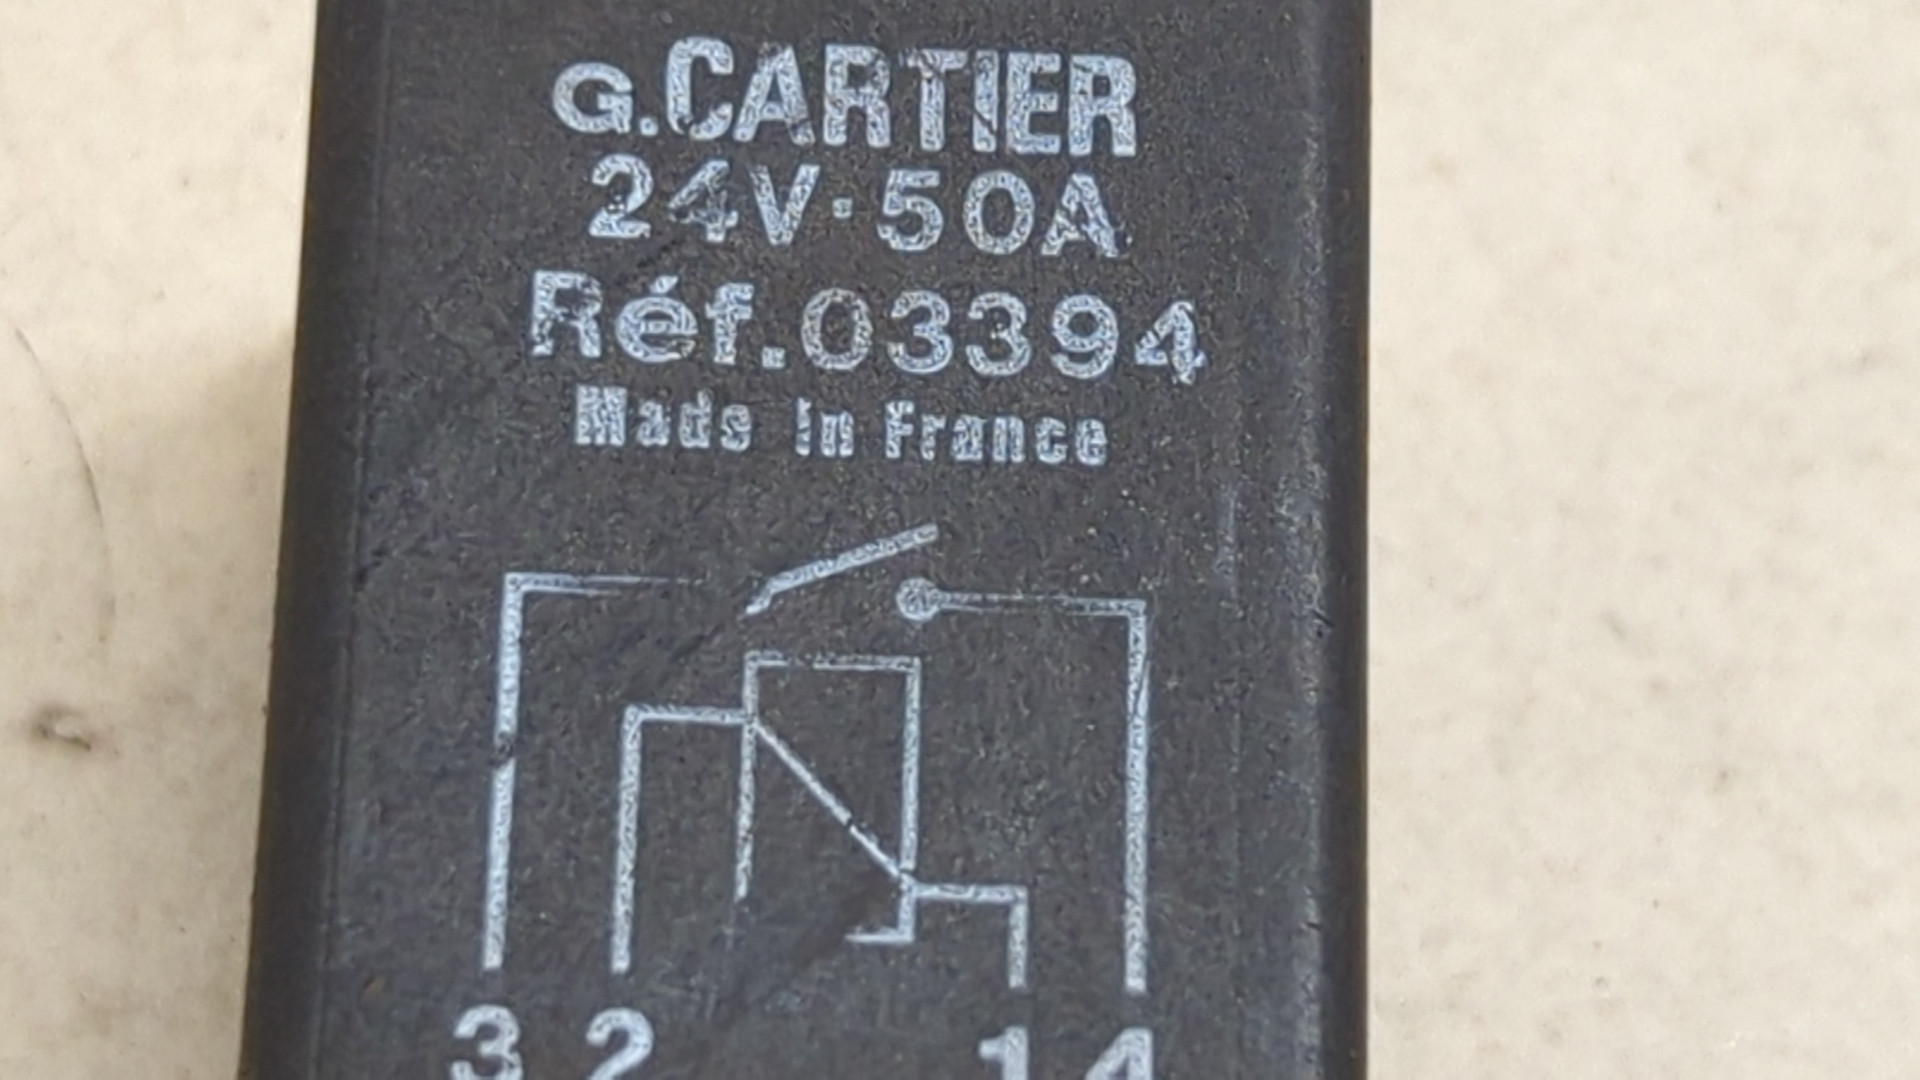 G.CARTIER
24V·50A
Réf.03394
Made in France
3 2 1 4